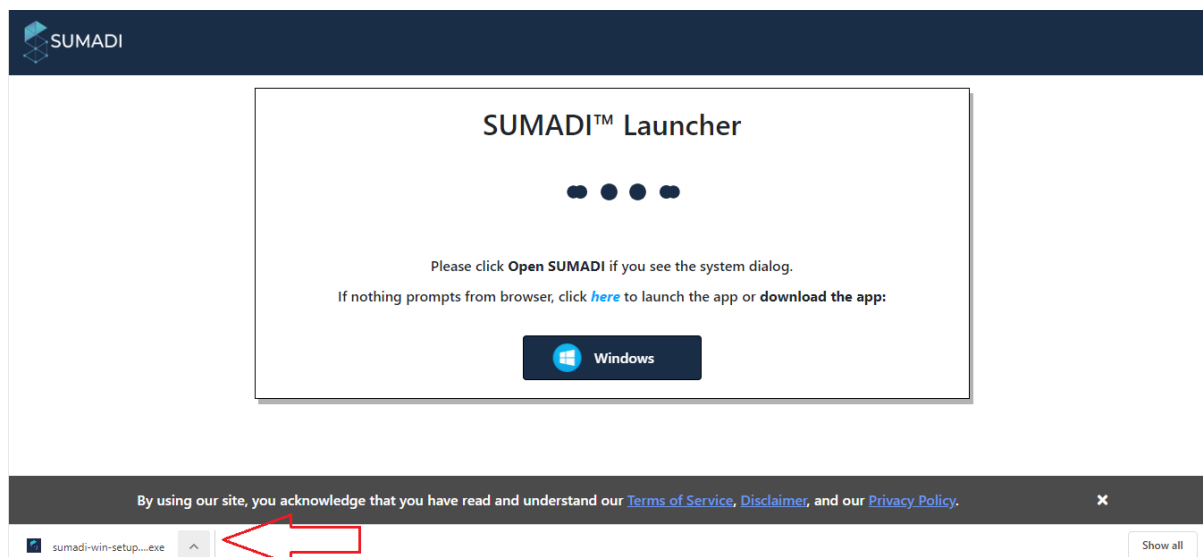 SUMADI
SUMADI™ Launcher
Please click Open SUMADI if you see the system dialog.
If nothing prompts from browser, click here to launch the app or download the app:
Windows
By using our site, you acknowledge that you have read and understand our Terms of Service, Disclaimer, and our Privacy Policy.
sumadi-win-setup....exe
Show all